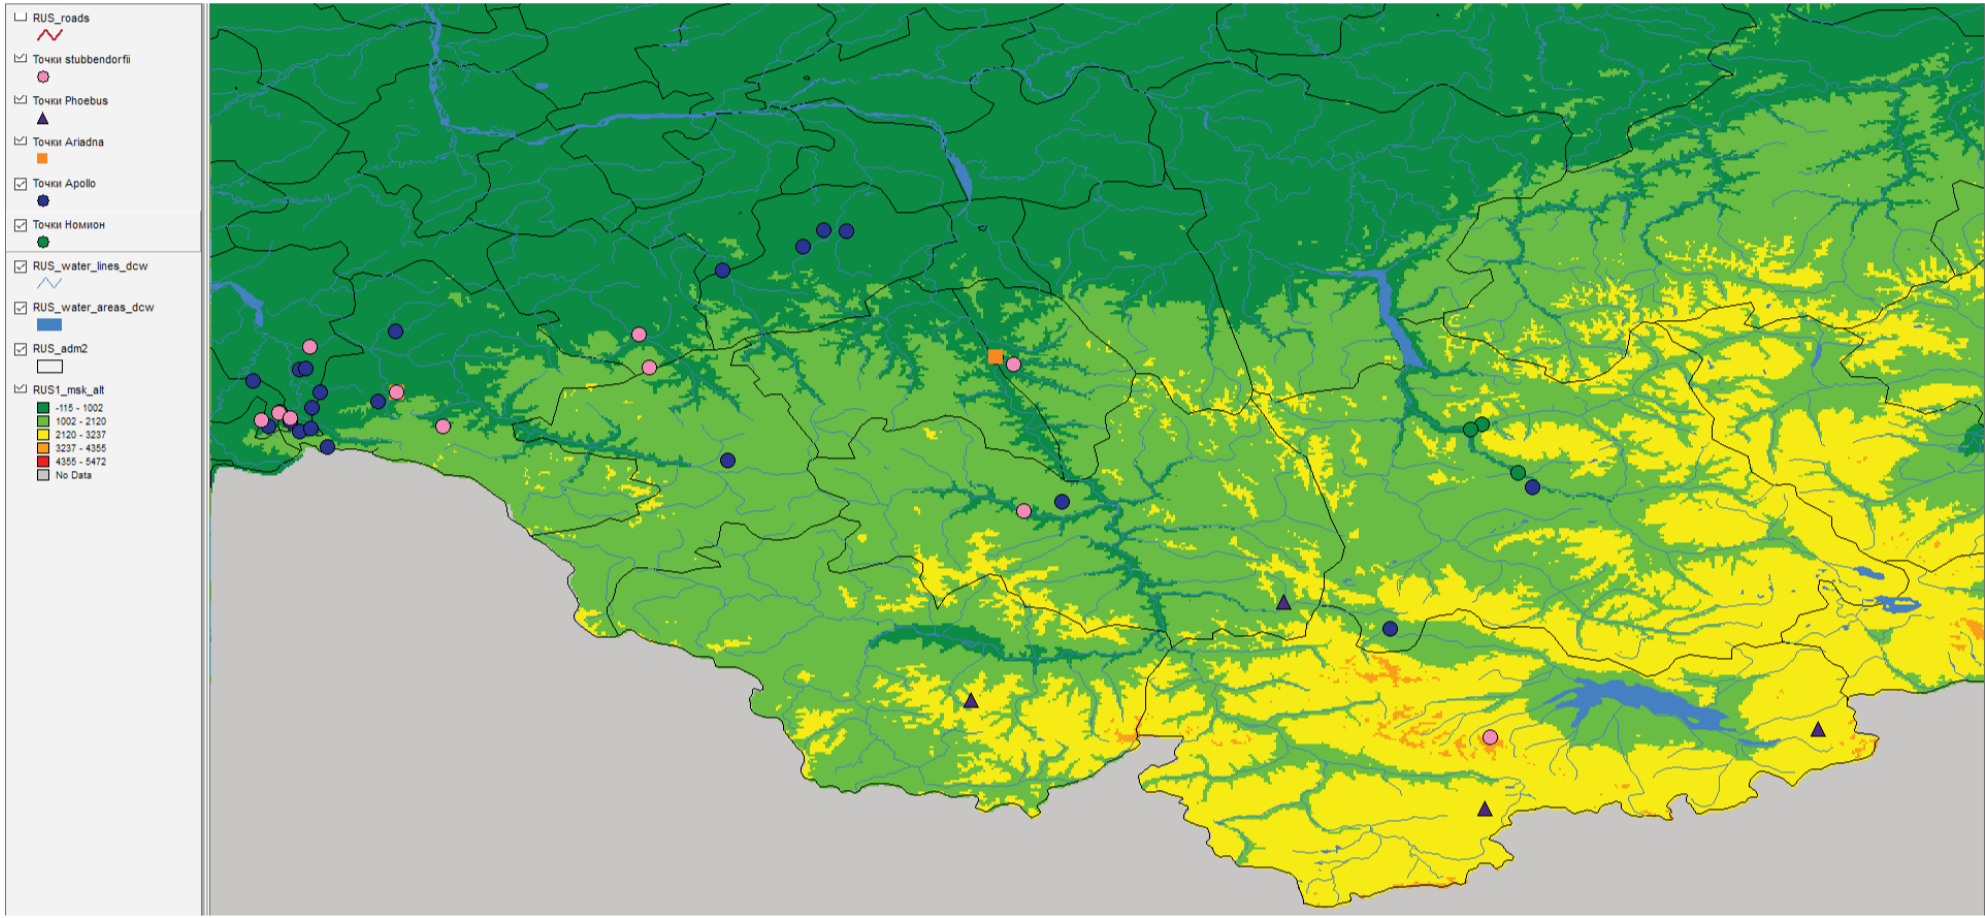 RUS_roads
Точки stubbendorfii
Точки Phoebus
Точки Ariadna
Точки Apollo
Точки Номион
RUS_water_lines_dcw
RUS_water_areas_dcw
RUS_adm2
RUS1_msk_alt
-115 - 1002
1002 - 2120
2120 - 3237
3237 - 4355
4355 - 5472
No Data